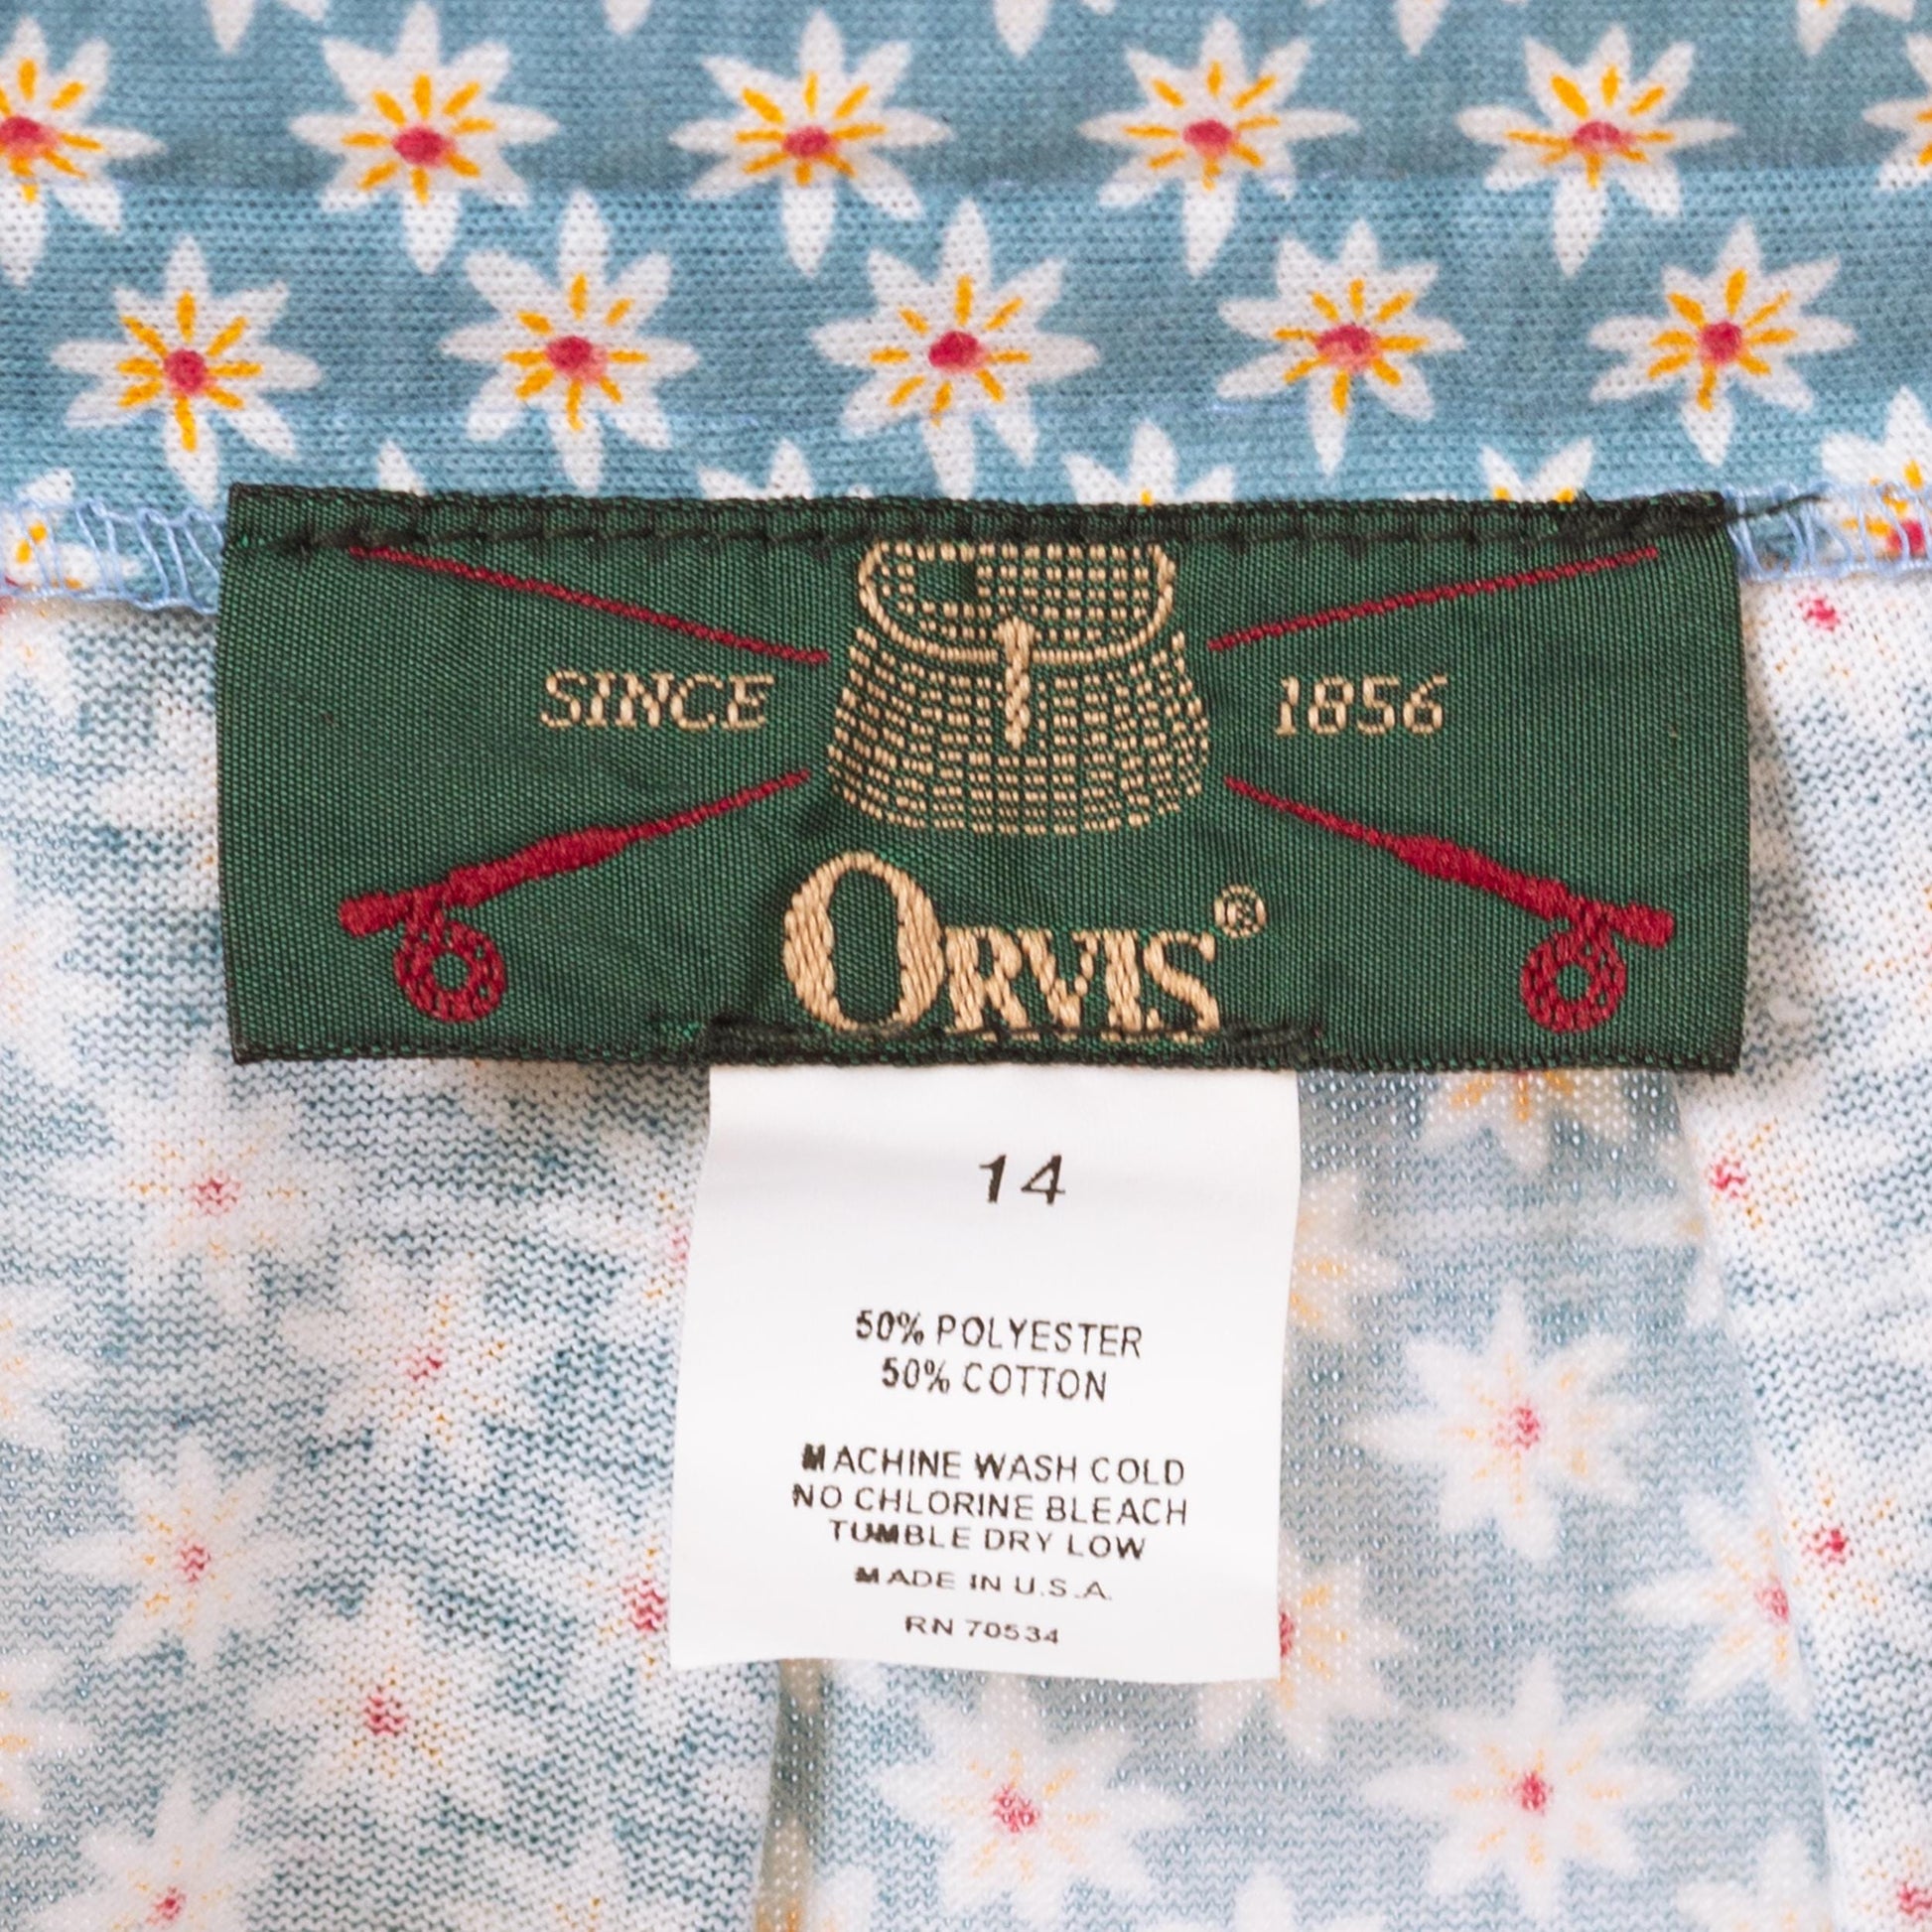 SINCE 1856
ORVIS®
14
50% POLYESTER
50% COTTON
MACHINE WASH COLD
NO CHLORINE BLEACH
TUMBLE DRY LOW
MADE IN U.S.A.
RN 70534